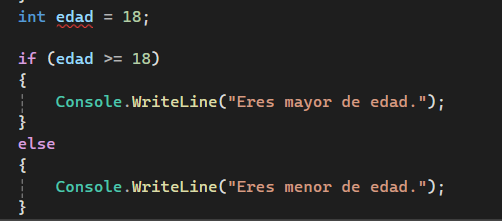 int edad = 18;
if (edad >= 18)
{
Console.WriteLine("Eres mayor de edad.");
}
else
{
Console.WriteLine("Eres menor de edad.");
}